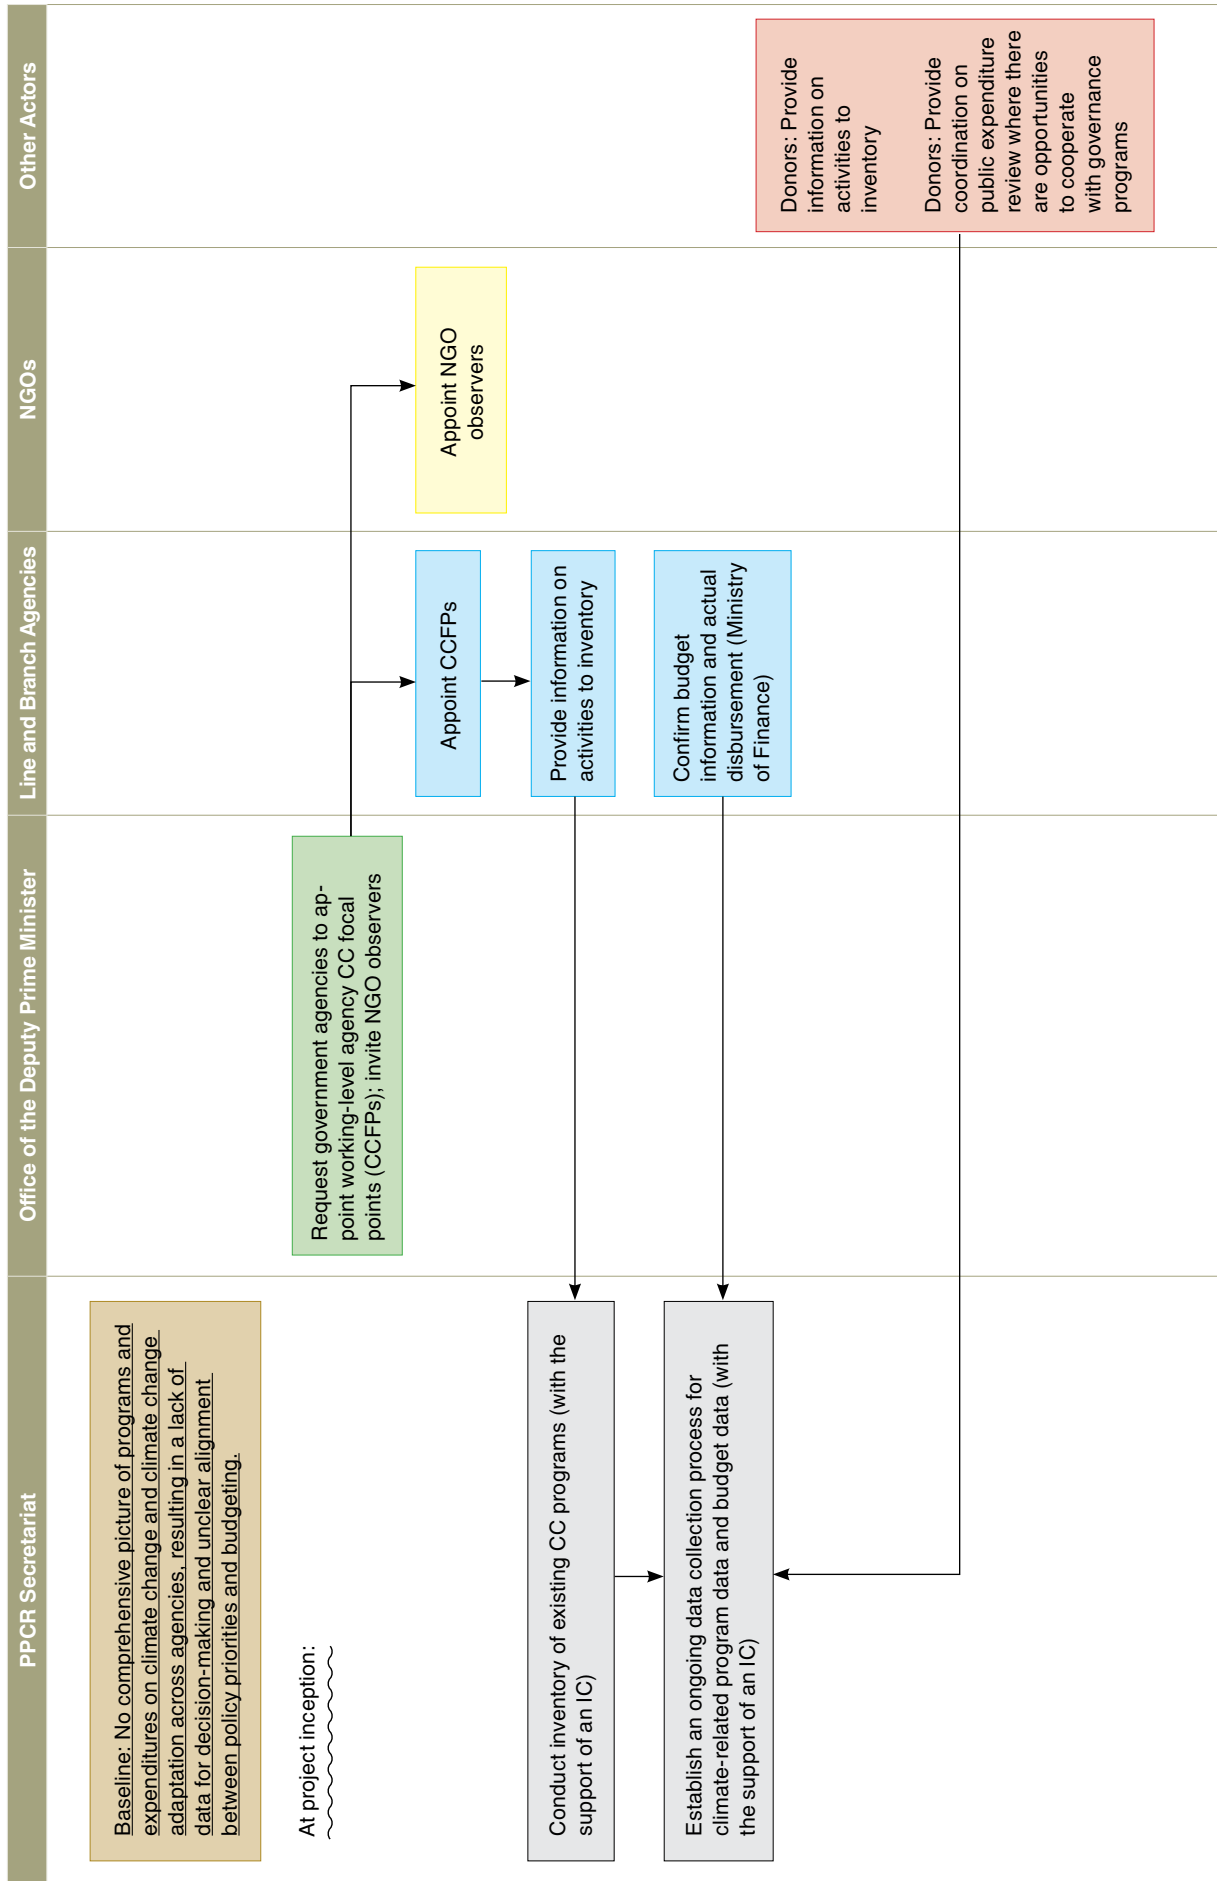 PPCR Secretariat
Office of the Deputy Prime Minister
Line and Branch Agencies
NGOs
Other Actors
Baseline: No comprehensive picture of programs and
expenditures on climate change and climate change
adaptation across agencies, resulting in a lack of
data for decision-making and unclear alignment
between policy priorities and budgeting.
At project inception:
Request government agencies to ap-
point working-level agency CC focal
points (CCFPs); invite NGO observers
Appoint CCFPs
Appoint NGO
observers
Conduct inventory of existing CC programs (with the
support of an IC)
Provide information on
activities to inventory
Establish an ongoing data collection process for
climate-related program data and budget data (with
the support of an IC)
Confirm budget
information and actual
disbursement (Ministry
of Finance)
Donors: Provide
information on
activities to
inventory
Donors: Provide
coordination on
public expenditure
review where there
are opportunities
to cooperate
with governance
programs